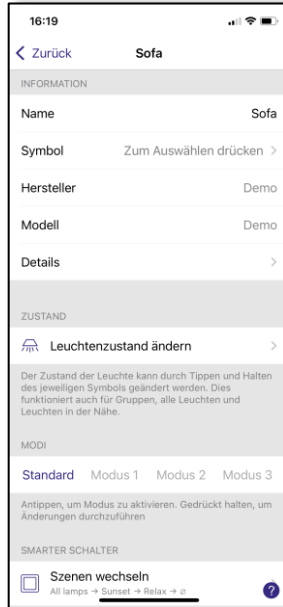 16:19
Zurück
Sofa
INFORMATION
Name Sofa
Symbol Zum Auswählen drücken
Hersteller Demo
Modell Demo
Details
ZUSTAND
Leuchtenzustand ändern
Der Zustand der Leuchte kann durch Tippen und Halten
des jeweiligen Symbols geändert werden. Dies
funktioniert auch für Gruppen, alle Leuchten und
Leuchten in der Nähe.
MODI
Standard Modus 1 Modus 2 Modus 3
Antippen, um Modus zu aktivieren. Gedrückt halten, um
Änderungen durchzuführen
SMARTER SCHALTER
Szenen wechseln
All lamps → Sunset → Relax → ∅
?